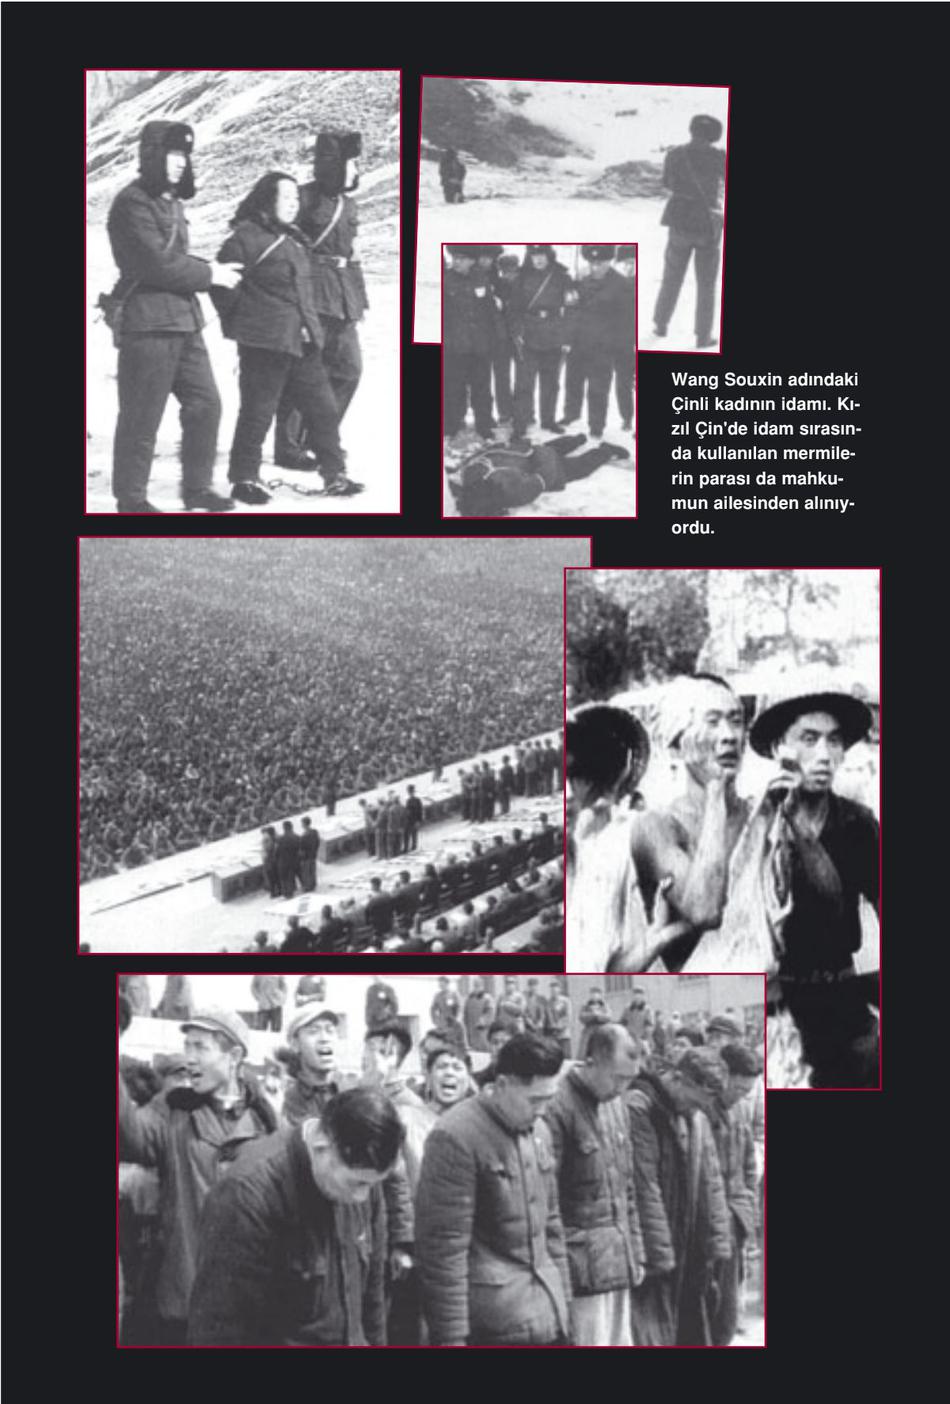 Wang Souxin adındaki
Çinli kadının idamı. Kı-
zıl Çin'de idam sırasın-
da kullanılan mermile-
rin parası da mahku-
mun ailesinden alınıy-
ordu.